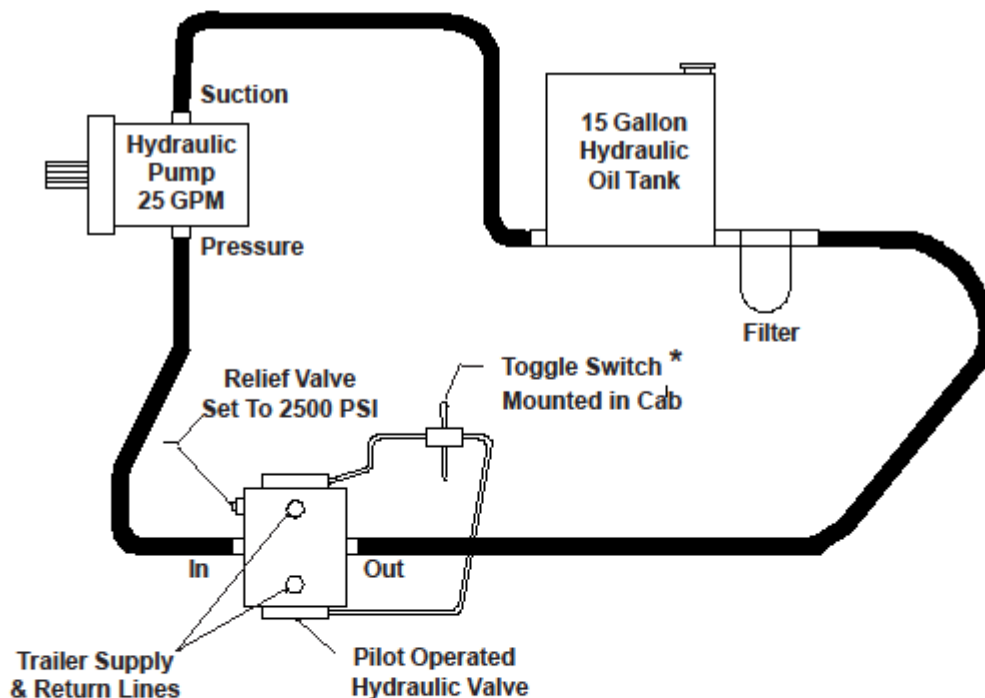 Suction
Hydraulic
Pump
25 GPM
Pressure
15 Gallon
Hydraulic
Oil Tank
Filter
Toggle Switch *
Mounted in Cab
Relief Valve
Set To 2500 PSI
In
Out
Trailer Supply
& Return Lines
Pilot Operated
Hydraulic Valve